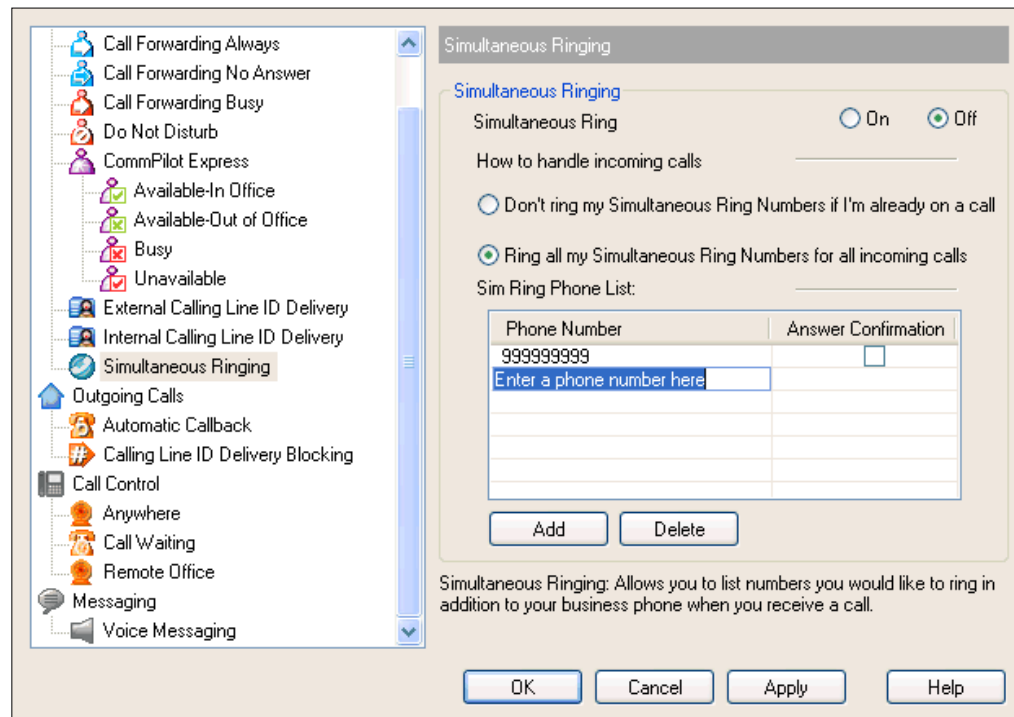 Call Forwarding Always
Call Forwarding No Answer
Call Forwarding Busy
Do Not Disturb
CommPilot Express
Available-In Office
Available-Out of Office
Busy
Unavailable
External Calling Line ID Delivery
Internal Calling Line ID Delivery
Simultaneous Ringing
Outgoing Calls
Automatic Callback
Calling Line ID Delivery Blocking
Call Control
Anywhere
Call Waiting
Remote Office
Messaging
Voice Messaging
Simultaneous Ringing
Simultaneous Ringing
Simultaneous Ring On Off
How to handle incoming calls
Don't ring my Simultaneous Ring Numbers if I'm already on a call
Ring all my Simultaneous Ring Numbers for all incoming calls
Sim Ring Phone List:
Phone Number Answer Confirmation
999999999
Enter a phone number here
Add Delete
Simultaneous Ringing: Allows you to list numbers you would like to ring in
addition to your business phone when you receive a call.
OK Cancel Apply Help